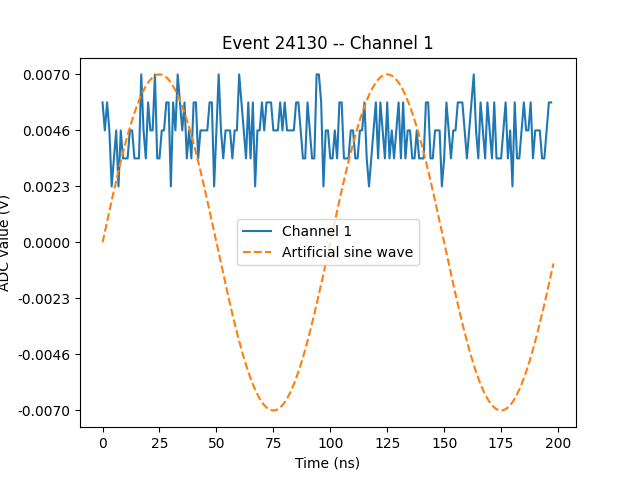 Event 24130 -- Channel 1
0.0070
0.0046
0.0023
0.0000
-0.0023
-0.0046
-0.0070
ADC Value (V)
Channel 1
Artificial sine wave
0 25 50 75 100 125 150 175 200
Time (ns)